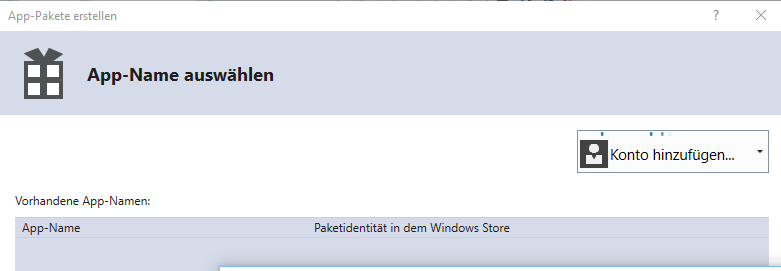 App-Pakete erstellen
?
App-Name auswählen
Konto hinzufügen...
Vorhandene App-Namen:
App-Name Paketidentität in dem Windows Store